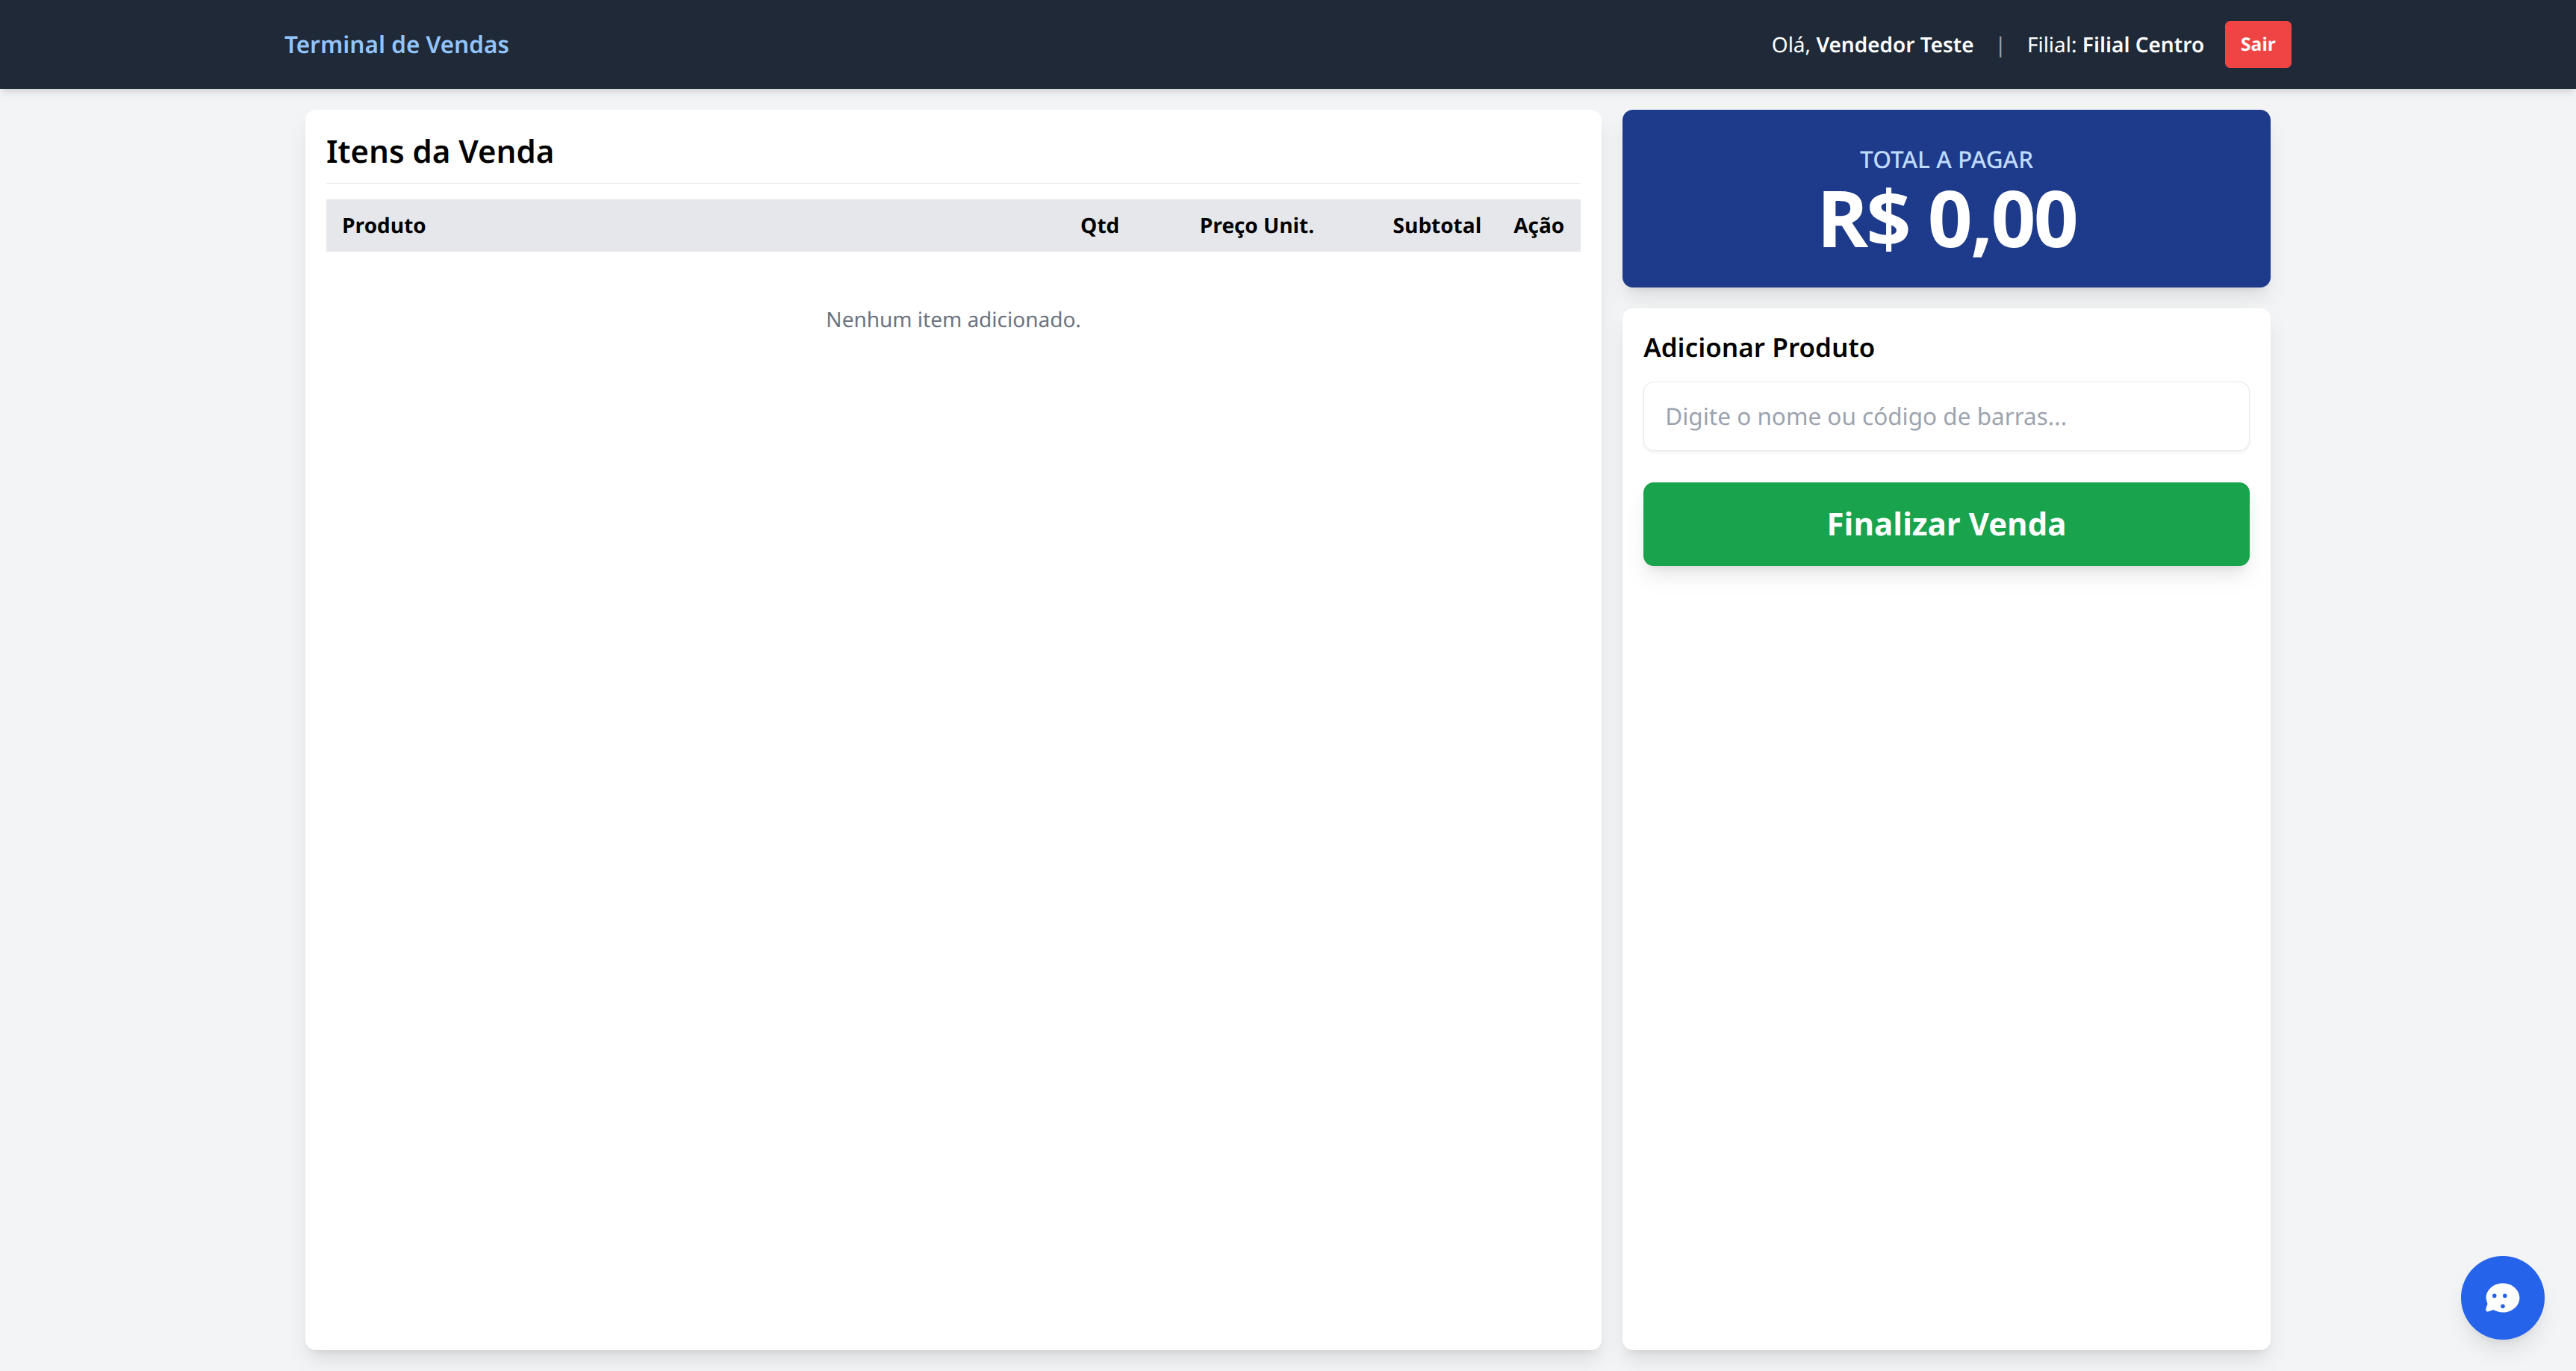 Terminal de Vendas
Olá, Vendedor Teste | Filial: Filial Centro Sair
Itens da Venda
Produto Qtd Preço Unit. Subtotal Ação
Nenhum item adicionado.
TOTAL A PAGAR
R$ 0,00
Adicionar Produto
Digite o nome ou código de barras...
Finalizar Venda